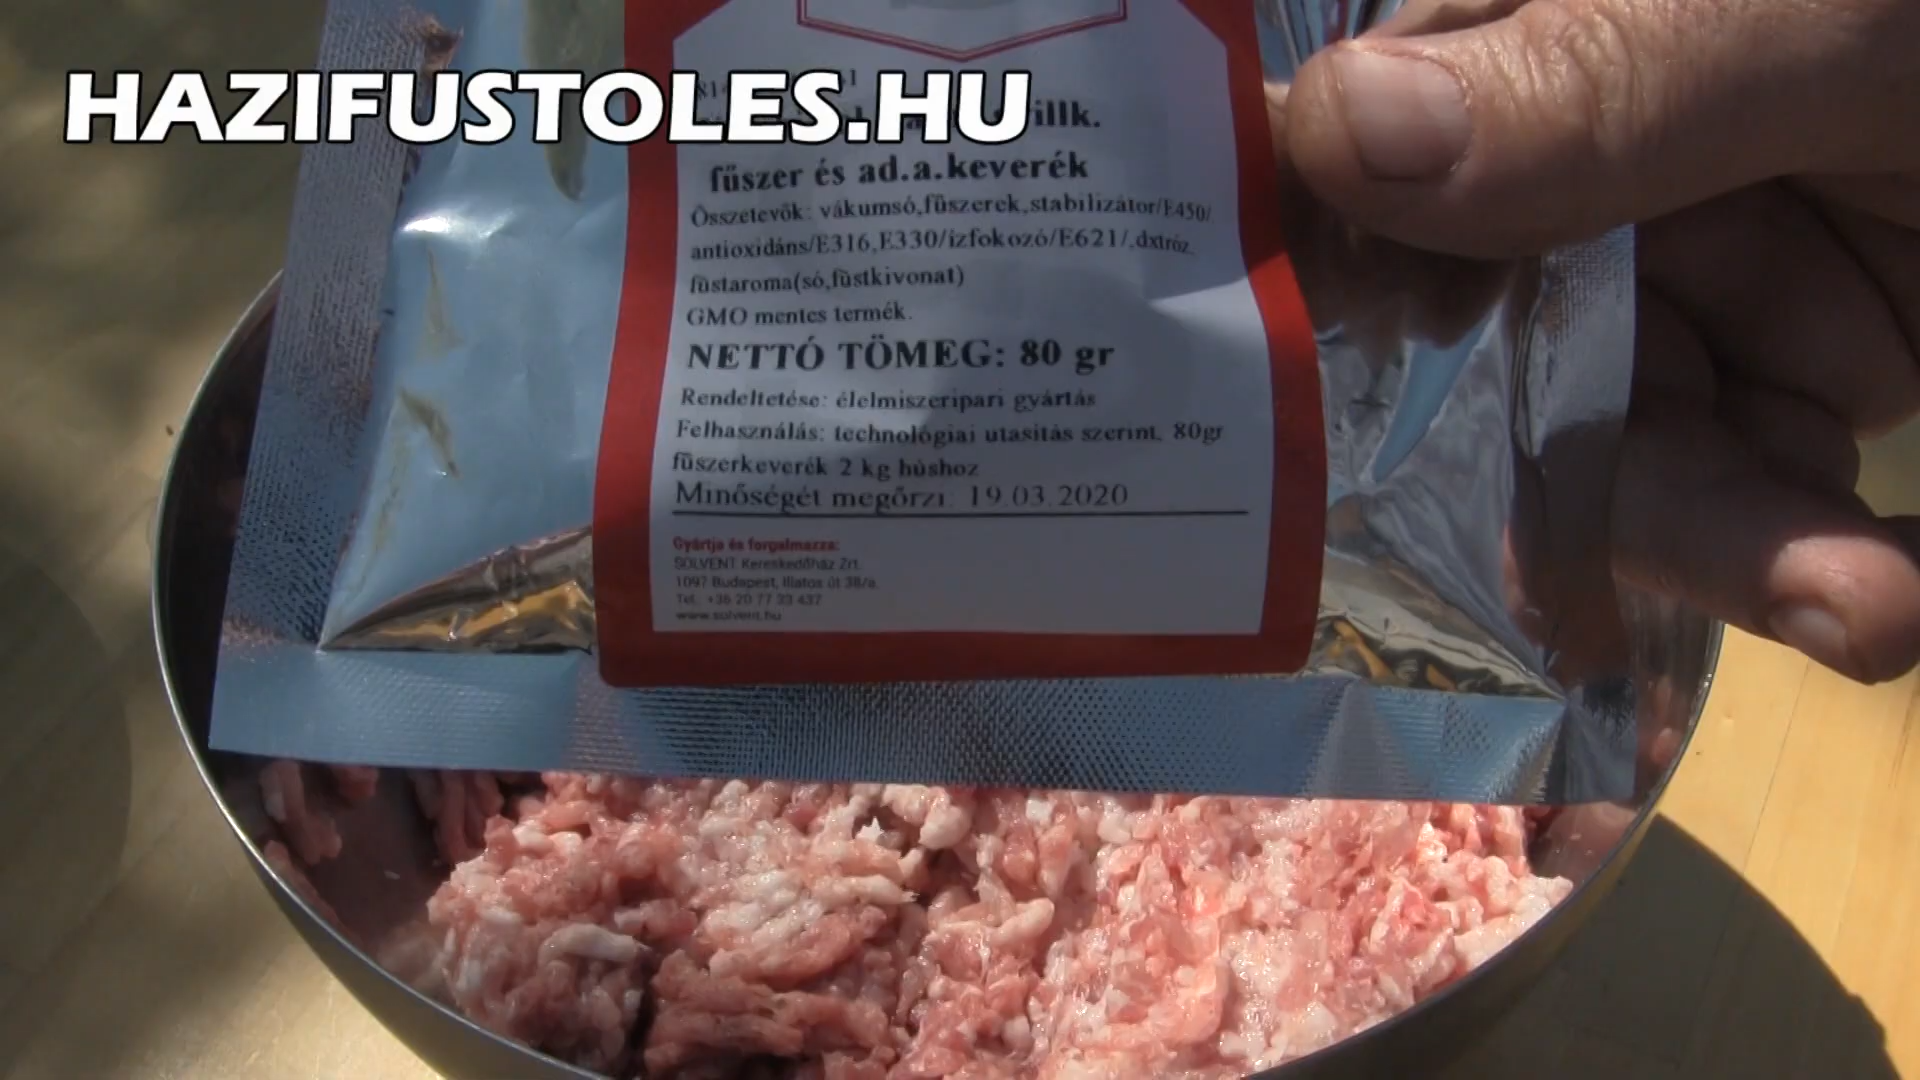 HAZIFUSTOLES.HU
illk.
fűszer és ad.a.keverék
Összetevők: vákumsó,fűszerek,stabilizátor/E450/
antioxidáns/E316,E330/ízfokozó/E621/,dxtróz
füstaroma(só,füstkivonat)
GMO mentes termék.
NETTÓ TÖMEG: 80 gr
Rendeltetése: élelmiszeripari gyártás
Felhasználás: technológiai utasítás szerint, 80gr
fűszerkeverék 2 kg húshoz
Minőségét megőrzi: 19.03.2020
Gyártja és forgalmazza:
SOLVENT Kereskedőház Zrt.
1097 Budapest, Illatos út 38/a.
Tel.: +36 20 77 33 437
www.solvent.hu